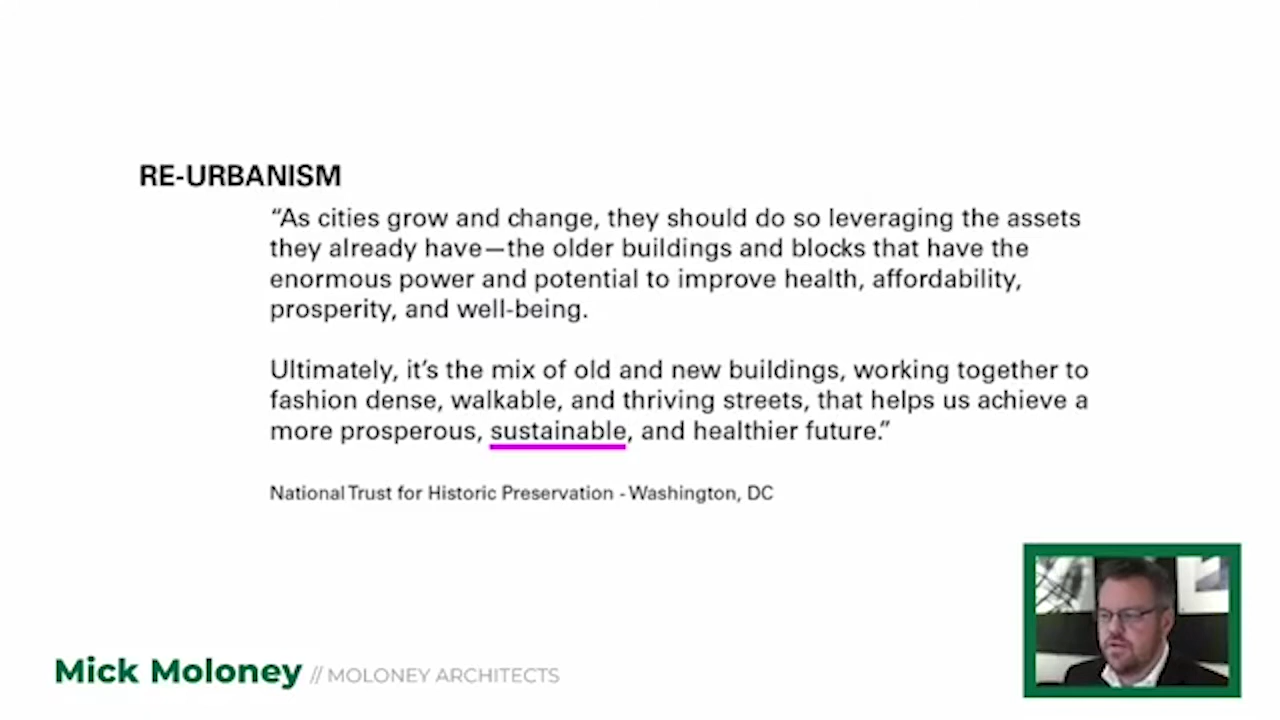 RE-URBANISM
“As cities grow and change, they should do so leveraging the assets
they already have—the older buildings and blocks that have the
enormous power and potential to improve health, affordability,
prosperity, and well-being.
Ultimately, it’s the mix of old and new buildings, working together to
fashion dense, walkable, and thriving streets, that helps us achieve a
more prosperous, sustainable, and healthier future.”
National Trust for Historic Preservation - Washington, DC
Mick Moloney // MOLONEY ARCHITECTS